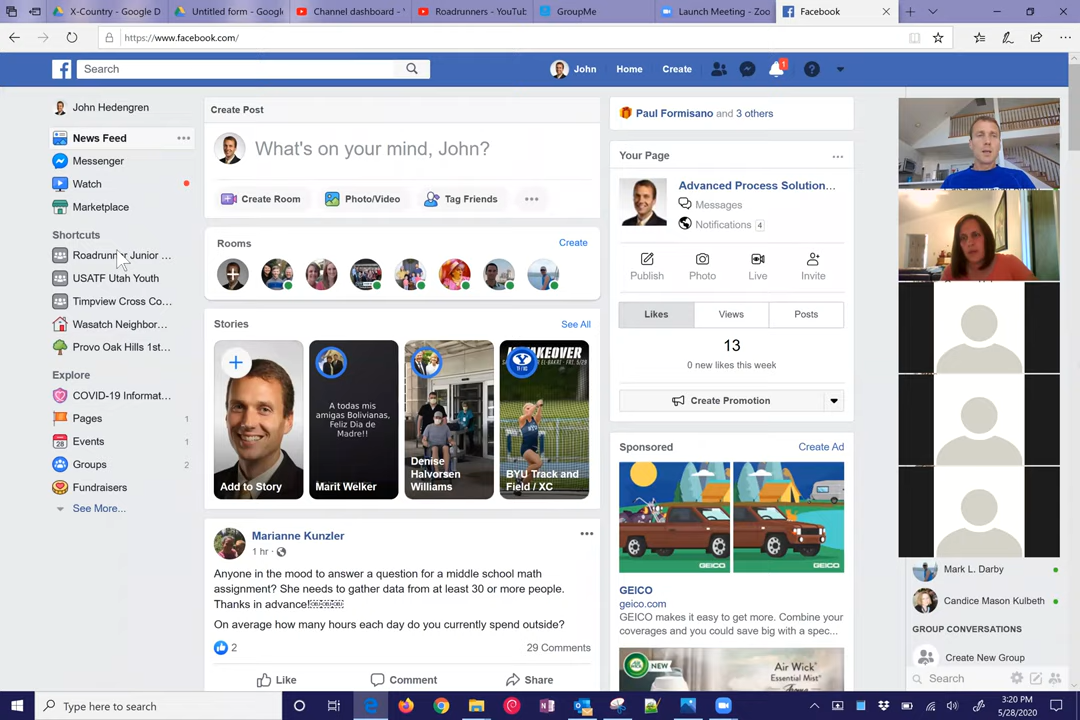 X-Country - Google D
Untitled form - Google
Channel dashboard - Y
Roadrunners - YouTub
GroupMe
Launch Meeting - Zoo
Facebook
https://www.facebook.com/
Search
John
Home
Create
1
John Hedengren
News Feed
Messenger
Watch
Marketplace
Shortcuts
Roadrunner Junior ...
USATF Utah Youth
Timpview Cross Co...
Wasatch Neighbor...
Provo Oak Hills 1st...
Explore
COVID-19 Informat...
Pages 1
Events 1
Groups 2
Fundraisers
See More...
Create Post
What's on your mind, John?
Create Room
Photo/Video
Tag Friends
Rooms
Create
Stories
See All
Add to Story
A todas mis
amigas Bolivianas,
Feliz Dia de
Madre!!
Marit Welker
Denise
Halvorsen
Williams
BYU Track and
Field / XC
Marianne Kunzler
1 hr
Anyone in the mood to answer a question for a middle school math
assignment? She needs to gather data from at least 30 or more people.
Thanks in advance!
On average how many hours each day do you currently spend outside?
2
29 Comments
Like
Comment
Share
Paul Formisano and 3 others
Your Page
Advanced Process Solution...
Messages
Notifications 4
Publish
Photo
Live
Invite
Likes
Views
Posts
13
0 new likes this week
Create Promotion
Sponsored
Create Ad
GEICO
GEICO
GEICO
geico.com
GEICO makes it easy to get more. Combine your
coverages and you could save big with a spec...
NEW
Air Wick
Essential Mist
Mark L. Darby
Candice Mason Kulbeth
GROUP CONVERSATIONS
Create New Group
Search
Type here to search
3:20 PM
5/28/2020